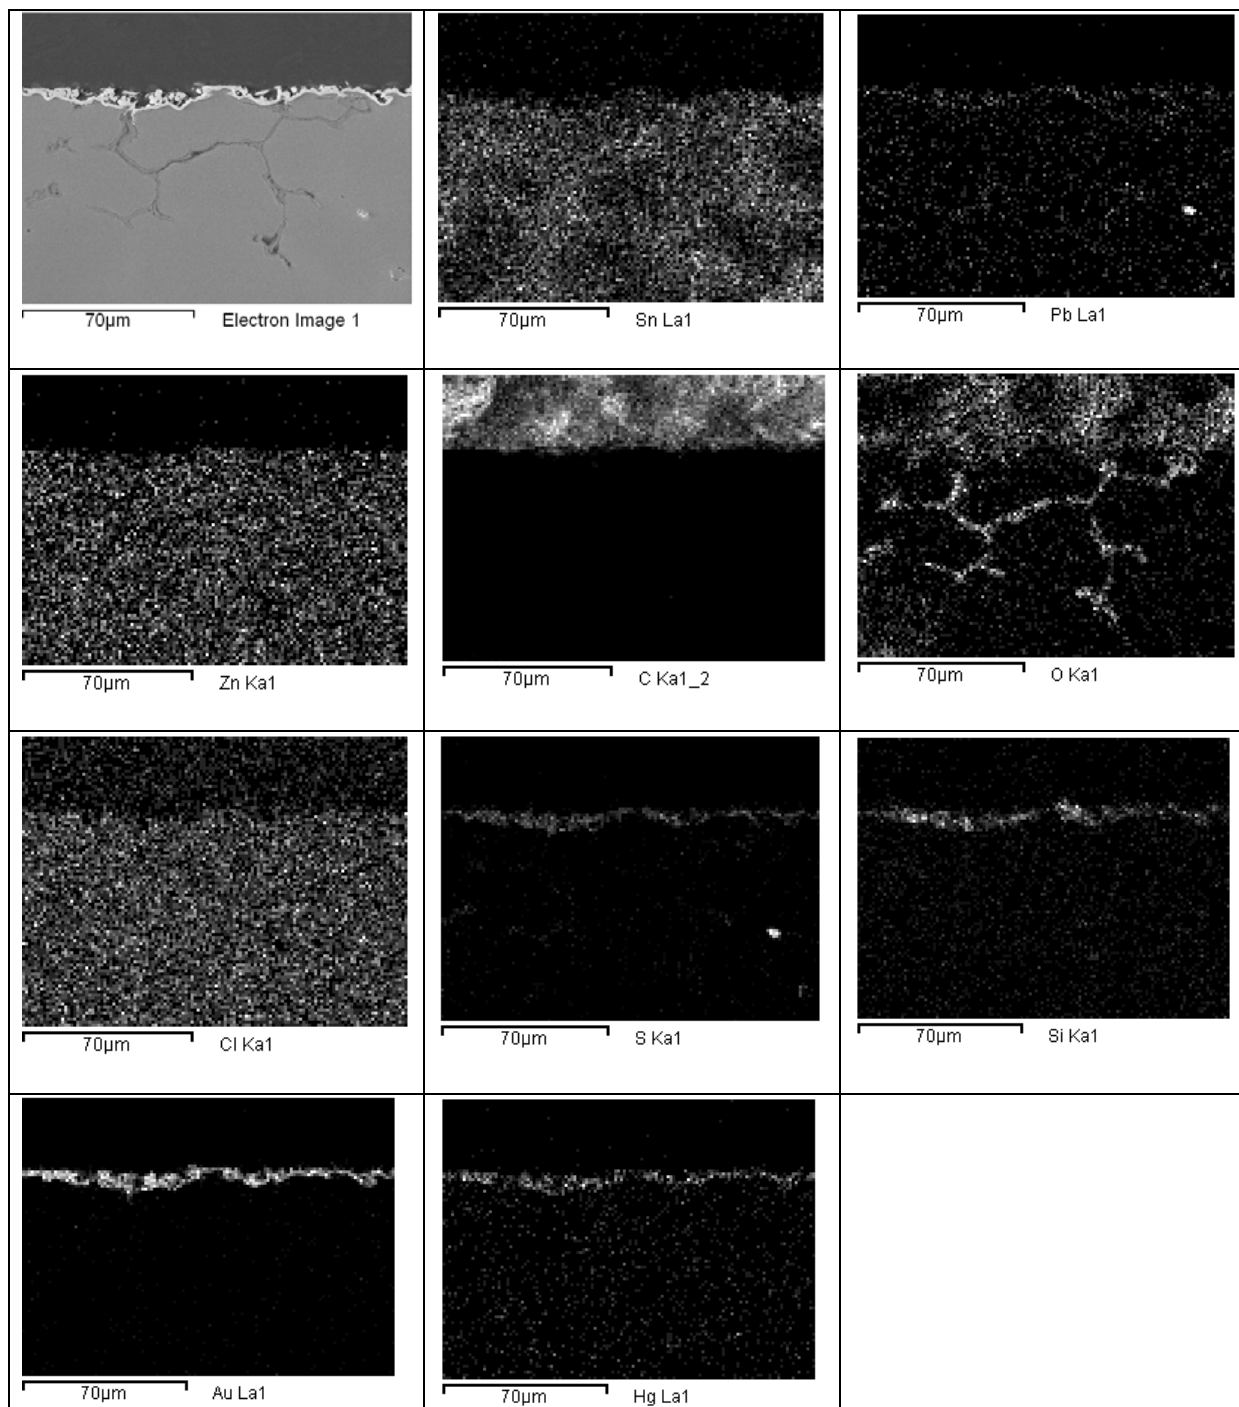 70µm Electron Image 1
70µm Sn La1
70µm Pb La1
70µm Zn Ka1
70µm C Ka1_2
70µm O Ka1
70µm Cl Ka1
70µm S Ka1
70µm Si Ka1
70µm Au La1
70µm Hg La1